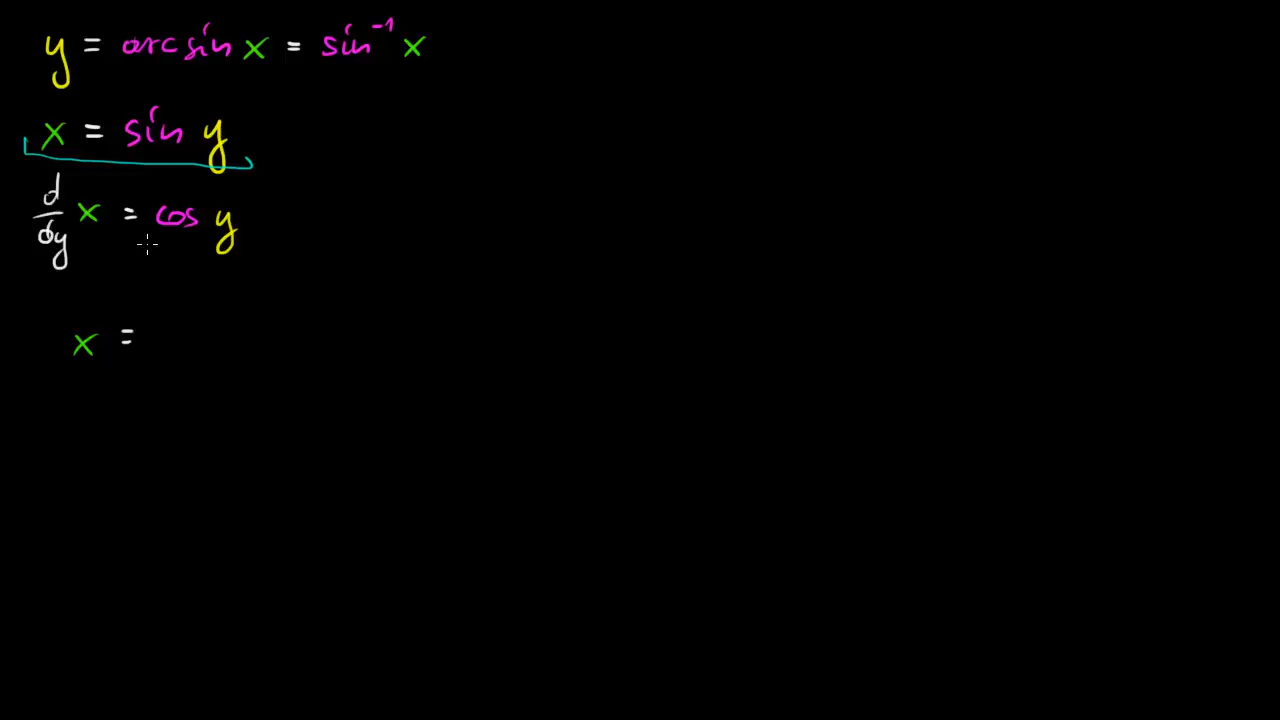 y = arcsin x = sin⁻¹ x
x = sin y
d/dy x = cos y
x =